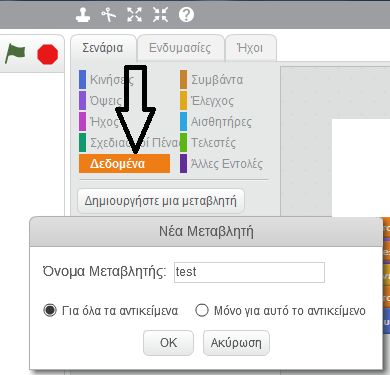 Σενάρια Ενδυμασίες Ήχοι
Κινήσεις Συμβάντα
Όψεις Έλεγχος
Ήχος Αισθητήρες
Τελεστές
Δεδομένα Άλλες Εντολές
Δημιουργήστε μια μεταβλητή
Νέα Μεταβλητή
Όνομα Μεταβλητής: test
Για όλα τα αντικείμενα Μόνο για αυτό το αντικείμενο
OK Ακύρωση